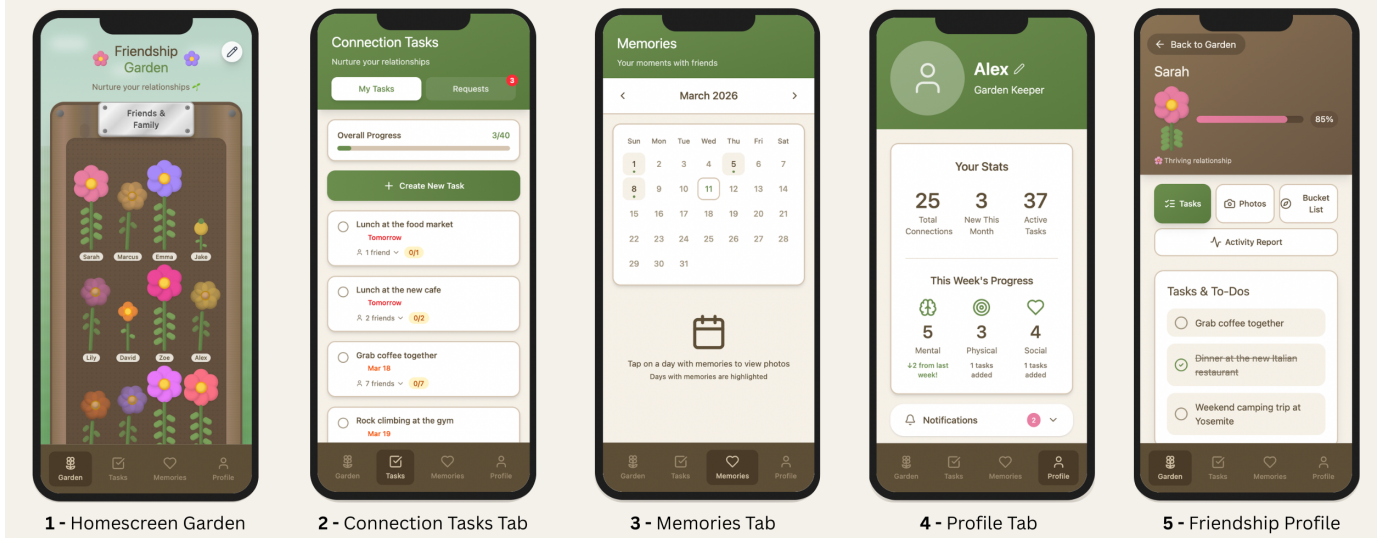 Friendship
Garden
Nurture your relationships
Friends &
Family
Sarah
Marcus
Emma
Jake
Lily
David
Zoe
Alex
Garden
Tasks
Memories
Profile
1 - Homescreen Garden
Connection Tasks
Nurture your relationships
My Tasks
Requests
3
Overall Progress
3/40
+ Create New Task
Lunch at the food market
Tomorrow
1 friend
0/1
Lunch at the new cafe
Tomorrow
2 friends
0/2
Grab coffee together
Mar 18
7 friends
0/7
Rock climbing at the gym
Mar 19
Garden
Tasks
Memories
Profile
2 - Connection Tasks Tab
Memories
Your moments with friends
March 2026
Sun Mon Tue Wed Thu Fri Sat
1 2 3 4 5 6 7
8 9 10 11 12 13 14
15 16 17 18 19 20 21
22 23 24 25 26 27 28
29 30 31
Tap on a day with memories to view photos
Days with memories are highlighted
Garden
Tasks
Memories
Profile
3 - Memories Tab
Alex
Garden Keeper
Your Stats
25
Total
Connections
3
New This
Month
37
Active
Tasks
This Week's Progress
5
Mental
↓2 from last
week!
3
Physical
1 tasks
added
4
Social
1 tasks
added
Notifications
2
Garden
Tasks
Memories
Profile
4 - Profile Tab
← Back to Garden
Sarah
85%
Thriving relationship
Tasks
Photos
Bucket
List
Activity Report
Tasks & To-Dos
Grab coffee together
Dinner at the new Italian
restaurant
Weekend camping trip at
Yosemite
Garden
Tasks
Memories
Profile
5 - Friendship Profile